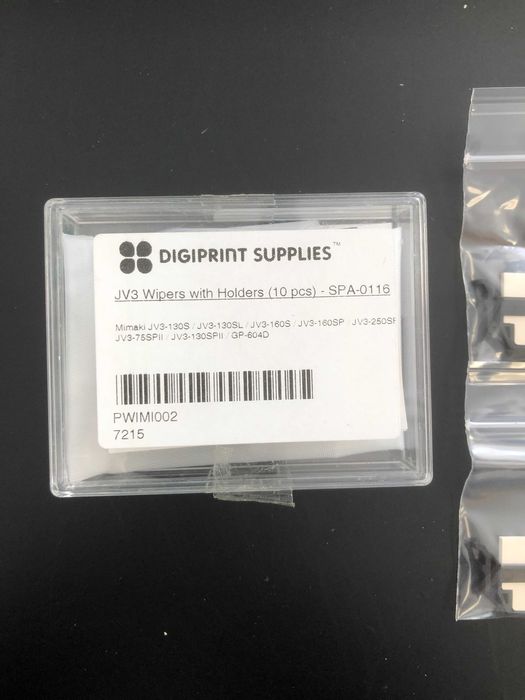 DIGIPRINT SUPPLIES™
JV3 Wipers with Holders (10 pcs) - SPA-0116
Mimaki JV3-130S / JV3-130SL / JV3-160S / JV3-160SP / JV3-250SP
JV3-75SPII / JV3-130SPII / GP-604D
PWIMI002
7215